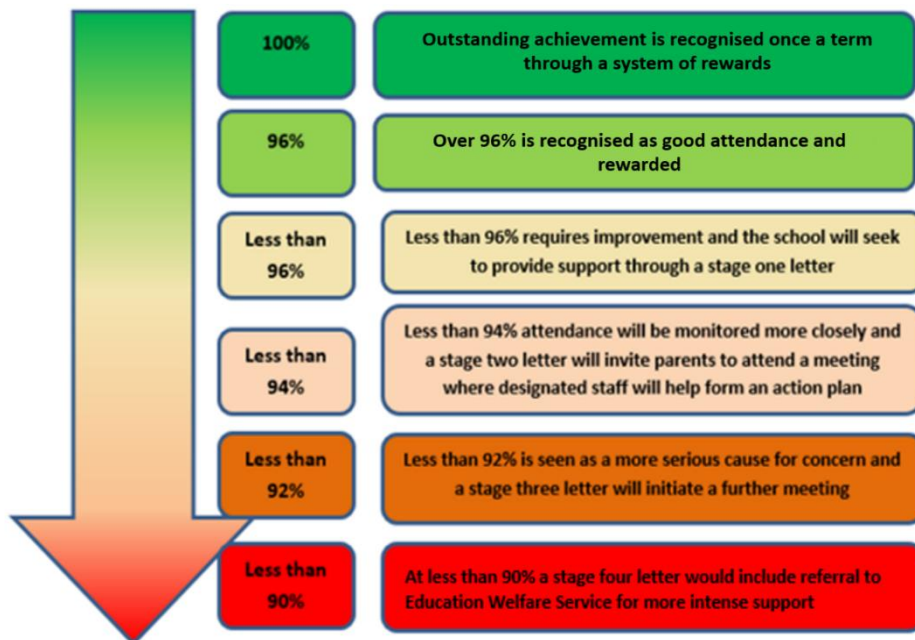 100%
Outstanding achievement is recognised once a term
through a system of rewards
96%
Over 96% is recognised as good attendance and
rewarded
Less than
96%
Less than 96% requires improvement and the school will seek
to provide support through a stage one letter
Less than
94%
Less than 94% attendance will be monitored more closely and
a stage two letter will invite parents to attend a meeting
where designated staff will help form an action plan
Less than
92%
Less than 92% is seen as a more serious cause for concern and
a stage three letter will initiate a further meeting
Less than
90%
At less than 90% a stage four letter would include referral to
Education Welfare Service for more intense support